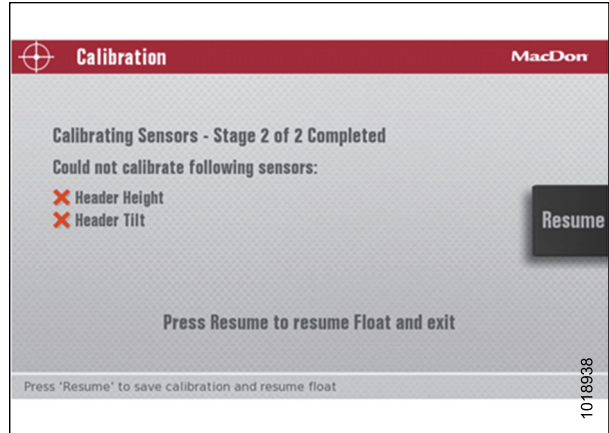 Calibration
MacDon
Calibrating Sensors - Stage 2 of 2 Completed
Could not calibrate following sensors:
Header Height
Header Tilt
Resume
Press Resume to resume Float and exit
Press 'Resume' to save calibration and resume float
1018938